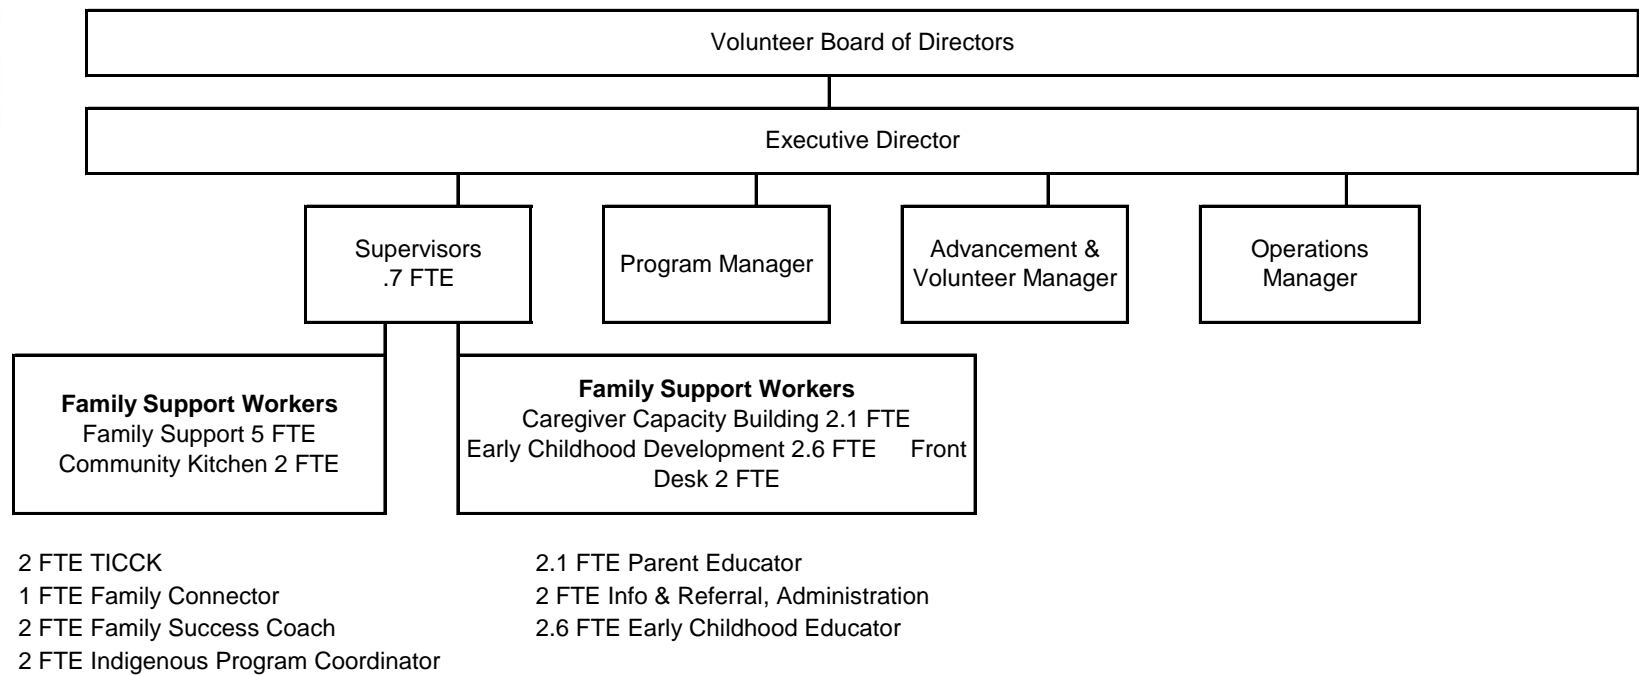 Volunteer Board of Directors
Executive Director
Supervisors
.7 FTE
Program Manager
Advancement &
Volunteer Manager
Operations
Manager
Family Support Workers
Family Support 5 FTE
Community Kitchen 2 FTE
Family Support Workers
Caregiver Capacity Building 2.1 FTE
Early Childhood Development 2.6 FTE Front
Desk 2 FTE
2 FTE TICCK
1 FTE Family Connector
2 FTE Family Success Coach
2 FTE Indigenous Program Coordinator
2.1 FTE Parent Educator
2 FTE Info & Referral, Administration
2.6 FTE Early Childhood Educator